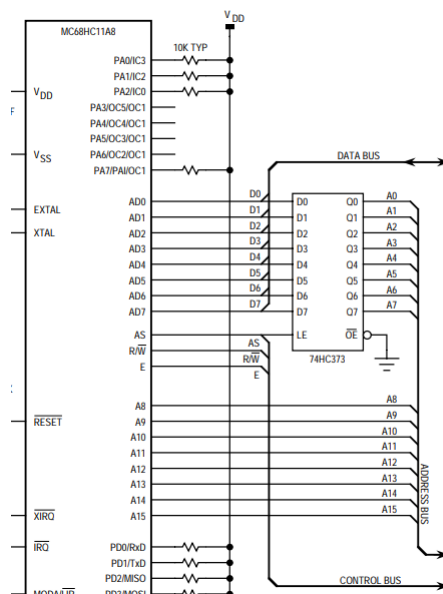 V DD
MC68HC11A8
10K TYP
PA0/IC3
PA1/IC2
V DD
PA2/IC0
PA3/OC5/OC1
F
PA4/OC4/OC1
PA5/OC3/OC1
V SS
PA6/OC2/OC1
DATA BUS
PA7/PAI/OC1
EXTAL
XTAL
AD0
D0
D0
Q0
A0
AD1
D1
D1
Q1
A1
AD2
D2
D2
Q2
A2
AD3
D3
D3
Q3
A3
AD4
D4
D4
Q4
A4
AD5
D5
D5
Q5
A5
AD6
D6
D6
Q6
A6
AD7
D7
D7
Q7
A7
AS
AS
LE
OE
R/W
R/W
74HC373
E
E
A8
A8
RESET
A9
A9
A10
A10
A11
A11
A12
A12
A13
A13
A14
A14
XIRQ
A15
A15
ADDRESS BUS
IRQ
PD0/RxD
PD1/TxD
PD2/MISO
CONTROL BUS